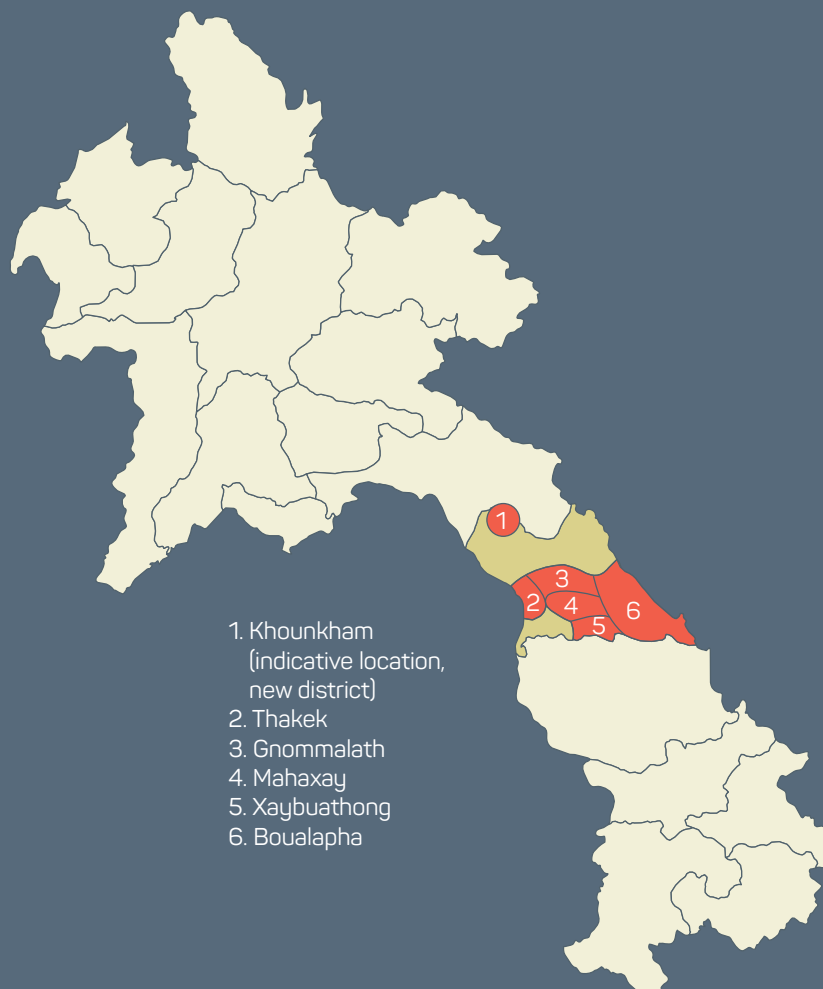 1
3
2
4
6
5
1. Khounkham
(indicative location,
new district)
2. Thakek
3. Gnommalath
4. Mahaxay
5. Xaybuathong
6. Boualapha